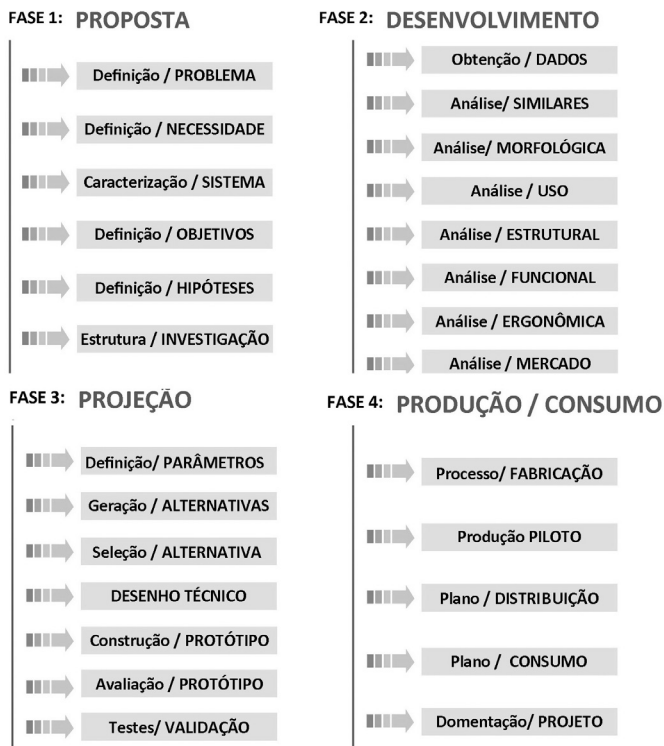 FASE 1: PROPOSTA
Definição / PROBLEMA
Definição / NECESSIDADE
Caracterização / SISTEMA
Definição / OBJETIVOS
Definição / HIPÓTESES
Estrutura / INVESTIGAÇÃO
FASE 2: DESENVOLVIMENTO
Obtenção / DADOS
Análise/ SIMILARES
Análise/ MORFOLÓGICA
Análise / USO
Análise / ESTRUTURAL
Análise / FUNCIONAL
Análise / ERGONÔMICA
Análise / MERCADO
FASE 3: PROJEÇÃO
Definição/ PARÂMETROS
Geração / ALTERNATIVAS
Seleção / ALTERNATIVA
DESENHO TÉCNICO
Construção / PROTÓTIPO
Avaliação / PROTÓTIPO
Testes/ VALIDAÇÃO
FASE 4: PRODUÇÃO / CONSUMO
Processo/ FABRICAÇÃO
Produção PILOTO
Plano / DISTRIBUIÇÃO
Plano / CONSUMO
Domentação/ PROJETO